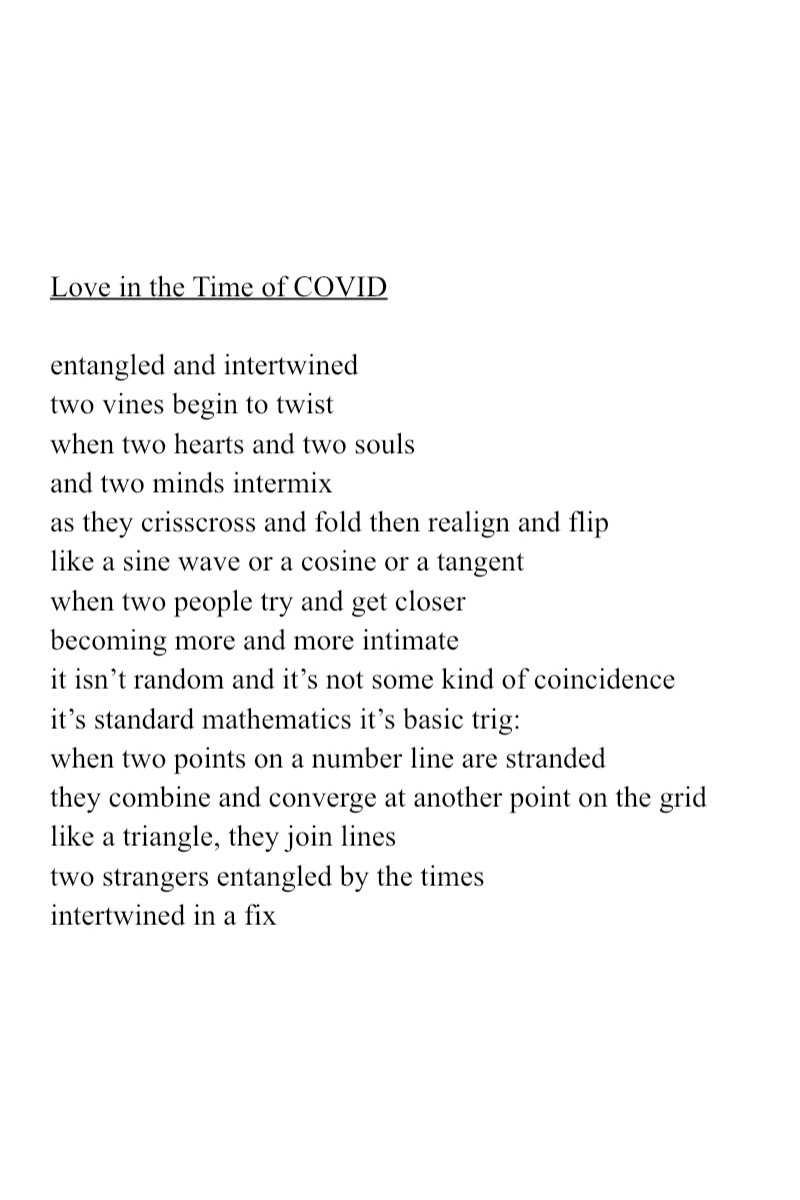 Love in the Time of COVID
entangled and intertwined
two vines begin to twist
when two hearts and two souls
and two minds intermix
as they crisscross and fold then realign and flip
like a sine wave or a cosine or a tangent
when two people try and get closer
becoming more and more intimate
it isn’t random and it’s not some kind of coincidence
it’s standard mathematics it’s basic trig:
when two points on a number line are stranded
they combine and converge at another point on the grid
like a triangle, they join lines
two strangers entangled by the times
intertwined in a fix